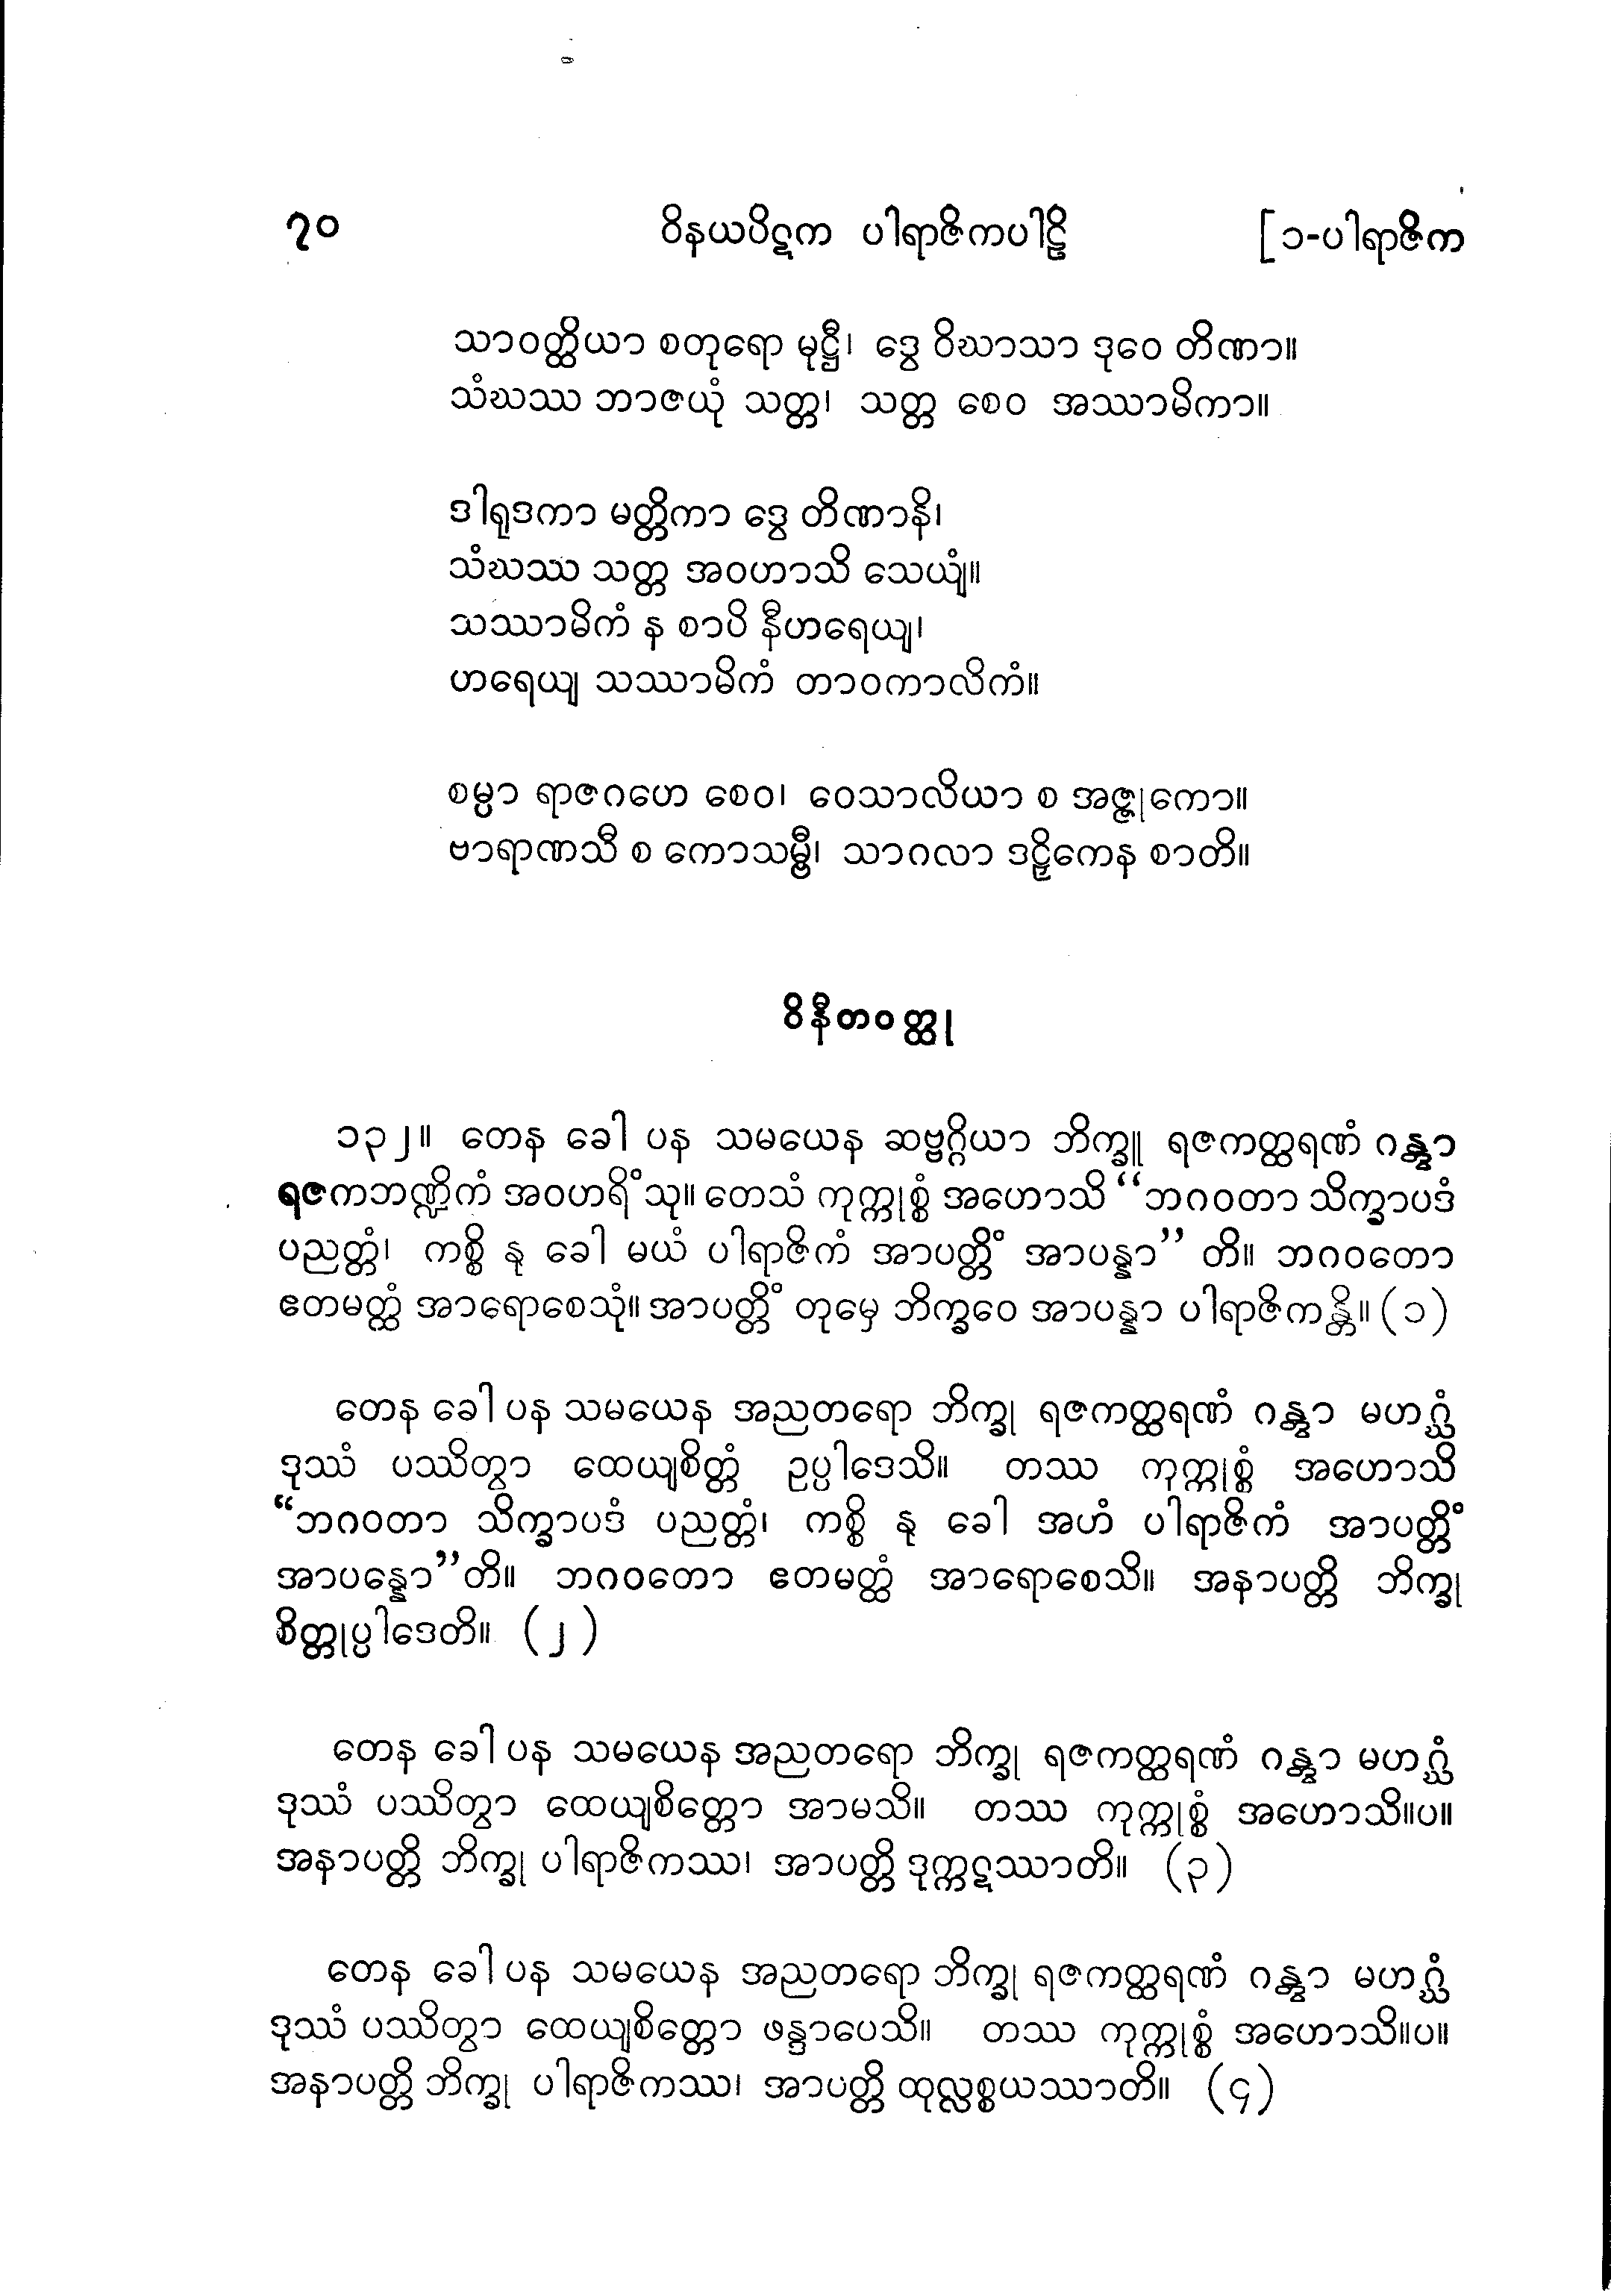 ၇၀ ဝိနယပိဋက ပါရာဇိကပါဠိ [၁-ပါရာဇိက
သာဝတ္ထိယာ စတုရော မုဋ္ဌီ၊ ဒွေ ဝိဃာသာ ဒုဝေ တိဏာ။
သံဃဿ ဘာဇယုံ သတ္တ၊ သတ္တ စေဝ အဿာမိကာ။
ဒါရုဒကာ မတ္တိကာ ဒွေ တိဏာနိ၊
သံဃဿ သတ္တ အဝဟာသိ သေယျံ။
သဿာမိကံ န စာပိ နီဟရေယျ၊
ဟရေယျ သဿာမိကံ တာဝကာလိကံ။
စမ္ပာ ရာဇဂဟေ စေဝ၊ ဝေသာလိယာ စ အဇ္ဇုကော။
ဗာရာဏသီ စ ကောသမ္ဗီ၊ သာဂလာ ဒဠှိကေန စာတိ။
ဝိနီတဝတ္ထု
၁၃၂။ တေန ခေါ ပန သမယေန ဆဗ္ဗဂ္ဂိယာ ဘိက္ခူ ရဇကတ္ထရဏံ ဂန္တွာ
ရဇကဘဏ္ဍိကံ အဝဟရိံသု။ တေသံ ကုက္ကုစ္စံ အဟောသိ “ဘဂဝတာ သိက္ခာပဒံ
ပညတ္တံ၊ ကစ္စိ နု ခေါ မယံ ပါရာဇိကံ အာပတ္တိံ အာပန္နာ” တိ။ ဘဂဝတော
ဧတမတ္ထံ အာရောစေသုံ။ အာပတ္တိံ တုမှေ ဘိက္ခဝေ အာပန္နာ ပါရာဇိကန္တိ။ (၁)
တေန ခေါ ပန သမယေန အညတရော ဘိက္ခု ရဇကတ္ထရဏံ ဂန္တွာ မဟဂ္ဃံ
ဒုဿံ ပဿိတွာ ထေယျစိတ္တံ ဥပ္ပါဒေသိ။ တဿ ကုက္ကုစ္စံ အဟောသိ
“ဘဂဝတာ သိက္ခာပဒံ ပညတ္တံ၊ ကစ္စိ နု ခေါ အဟံ ပါရာဇိကံ အာပတ္တိံ
အာပန္နော”တိ။ ဘဂဝတော ဧတမတ္ထံ အာရောစေသိ။ အနာပတ္တိ ဘိက္ခု
စိတ္တုပ္ပါဒေတိ။ (၂)
တေန ခေါ ပန သမယေန အညတရော ဘိက္ခု ရဇကတ္ထရဏံ ဂန္တွာ မဟဂ္ဃံ
ဒုဿံ ပဿိတွာ ထေယျစိတ္တော အာမသိ။ တဿ ကုက္ကုစ္စံ အဟောသိ။ပ။
အနာပတ္တိ ဘိက္ခု ပါရာဇိကဿ၊ အာပတ္တိ ဒုက္ကဋဿာတိ။ (၃)
တေန ခေါ ပန သမယေန အညတရော ဘိက္ခု ရဇကတ္ထရဏံ ဂန္တွာ မဟဂ္ဃံ
ဒုဿံ ပဿိတွာ ထေယျစိတ္တော ဖန္ဒာပေသိ။ တဿ ကုက္ကုစ္စံ အဟောသိ။ပ။
အနာပတ္တိ ဘိက္ခု ပါရာဇိကဿ၊ အာပတ္တိ ထုလ္လစ္စယဿာတိ။ (၄)